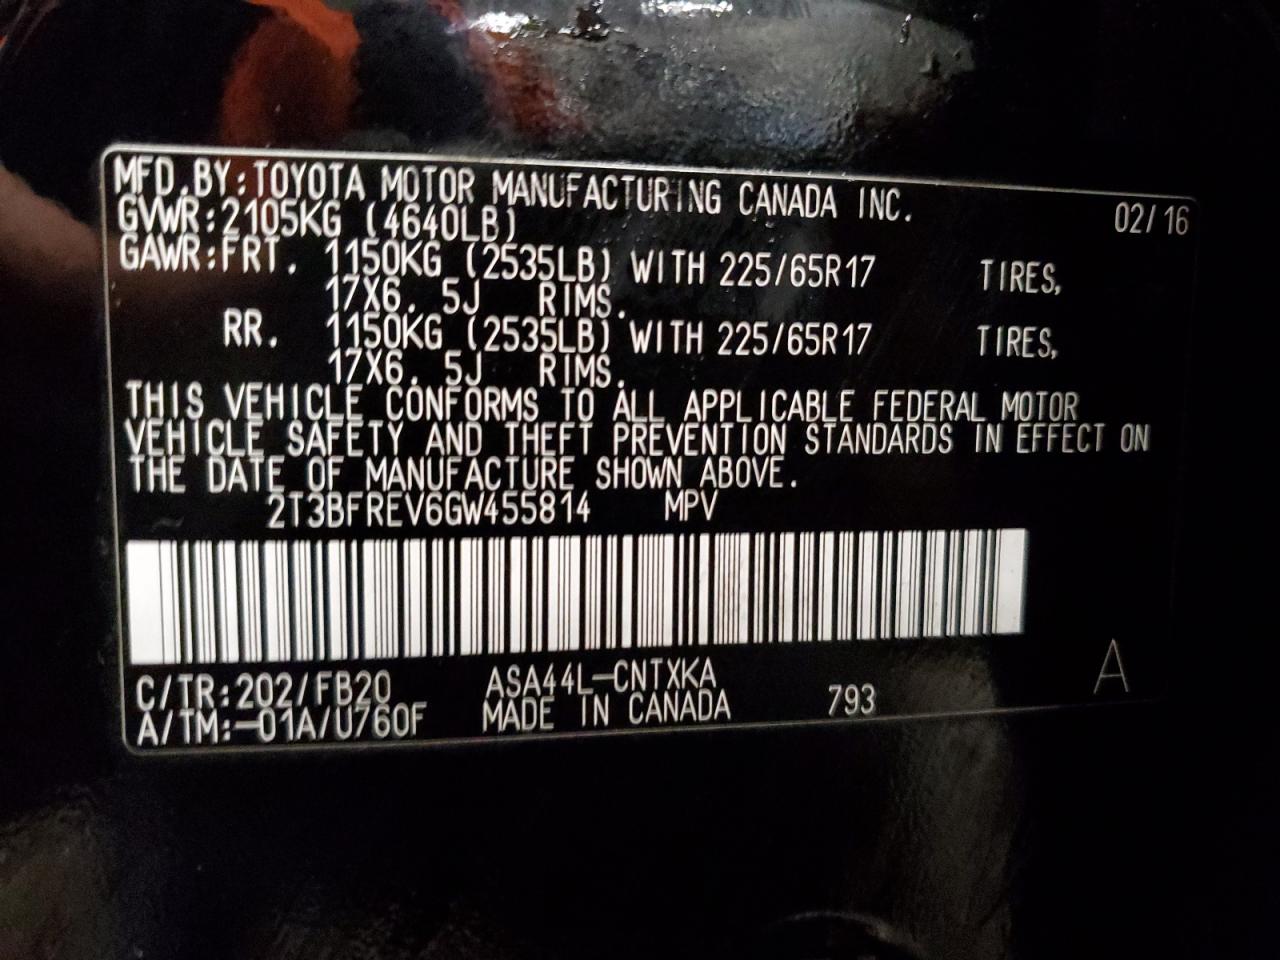 MFD.BY:TOYOTA MOTOR MANUFACTURING CANADA INC. 02/16
GVWR:2105KG (4640LB)
GAWR:FRT. 1150KG (2535LB) WITH 225/65R17 TIRES,
17X6.5J RIMS.
RR. 1150KG (2535LB) WITH 225/65R17 TIRES,
17X6.5J RIMS.
THIS VEHICLE CONFORMS TO ALL APPLICABLE FEDERAL MOTOR
VEHICLE SAFETY AND THEFT PREVENTION STANDARDS IN EFFECT ON
THE DATE OF MANUFACTURE SHOWN ABOVE.
2T3BFREV6GW455814 MPV
C/TR:202/FB20 ASA44L-CNTXKA A
A/TM:-01A/U760F MADE IN CANADA 793